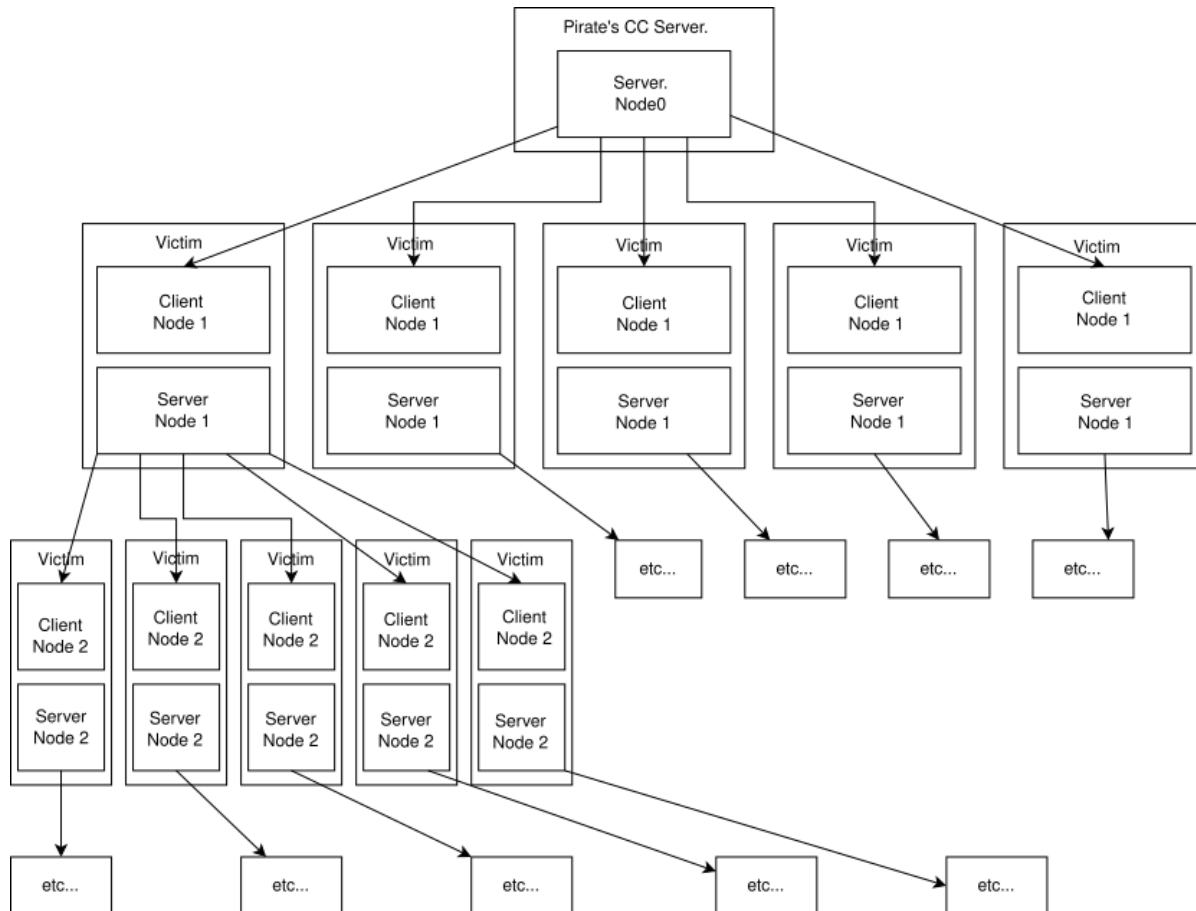 Pirate's CC Server.
Server.
Node0
Victim
Client
Node 1
Server
Node 1
Victim
Client
Node 1
Server
Node 1
Victim
Client
Node 1
Server
Node 1
Victim
Client
Node 1
Server
Node 1
Victim
Client
Node 1
Server
Node 1
etc...
etc...
etc...
etc...
Victim
Client
Node 2
Server
Node 2
Victim
Client
Node 2
Server
Node 2
Victim
Client
Node 2
Server
Node 2
Victim
Client
Node 2
Server
Node 2
Victim
Client
Node 2
Server
Node 2
etc...
etc...
etc...
etc...
etc...